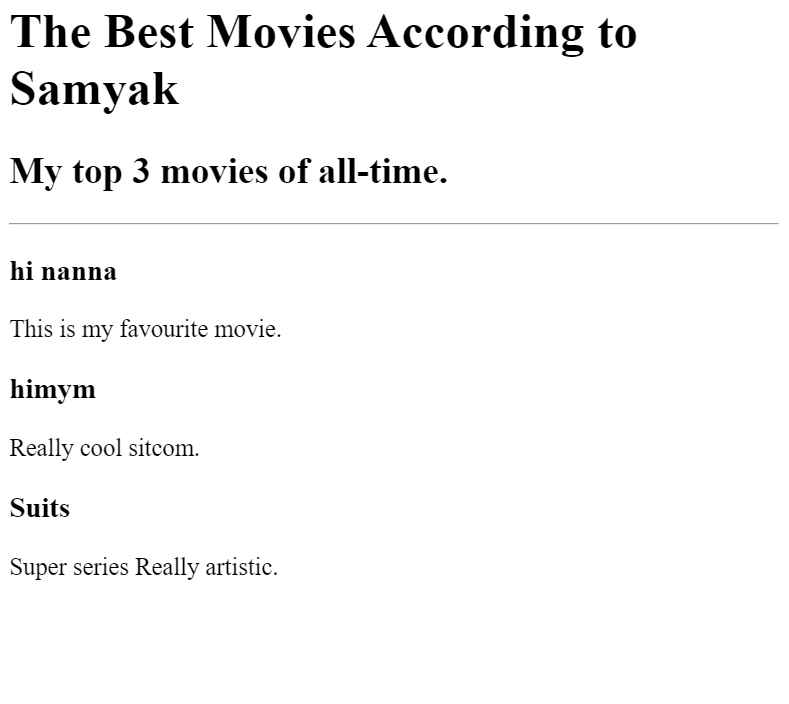 The Best Movies According to
Samyak
My top 3 movies of all-time.
hi nanna
This is my favourite movie.
himym
Really cool sitcom.
Suits
Super series Really artistic.